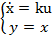 ẋ= ku
y = x